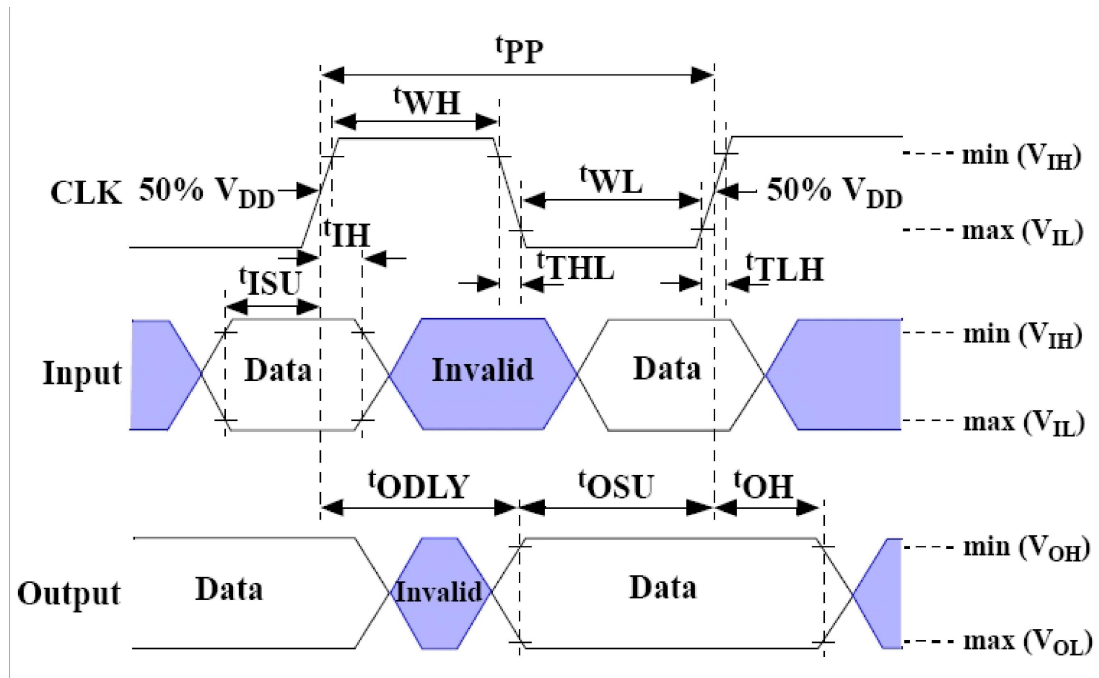 tPP
tWH
min (VIH)
CLK 50% VDD
tWL
50% VDD
max (VIL)
tIH
tTHL
tTLH
tISU
min (VIH)
Input
Data
Invalid
Data
max (VIL)
tODLY
tOSU
tOH
min (VOH)
Output
Data
Invalid
Data
max (VOL)